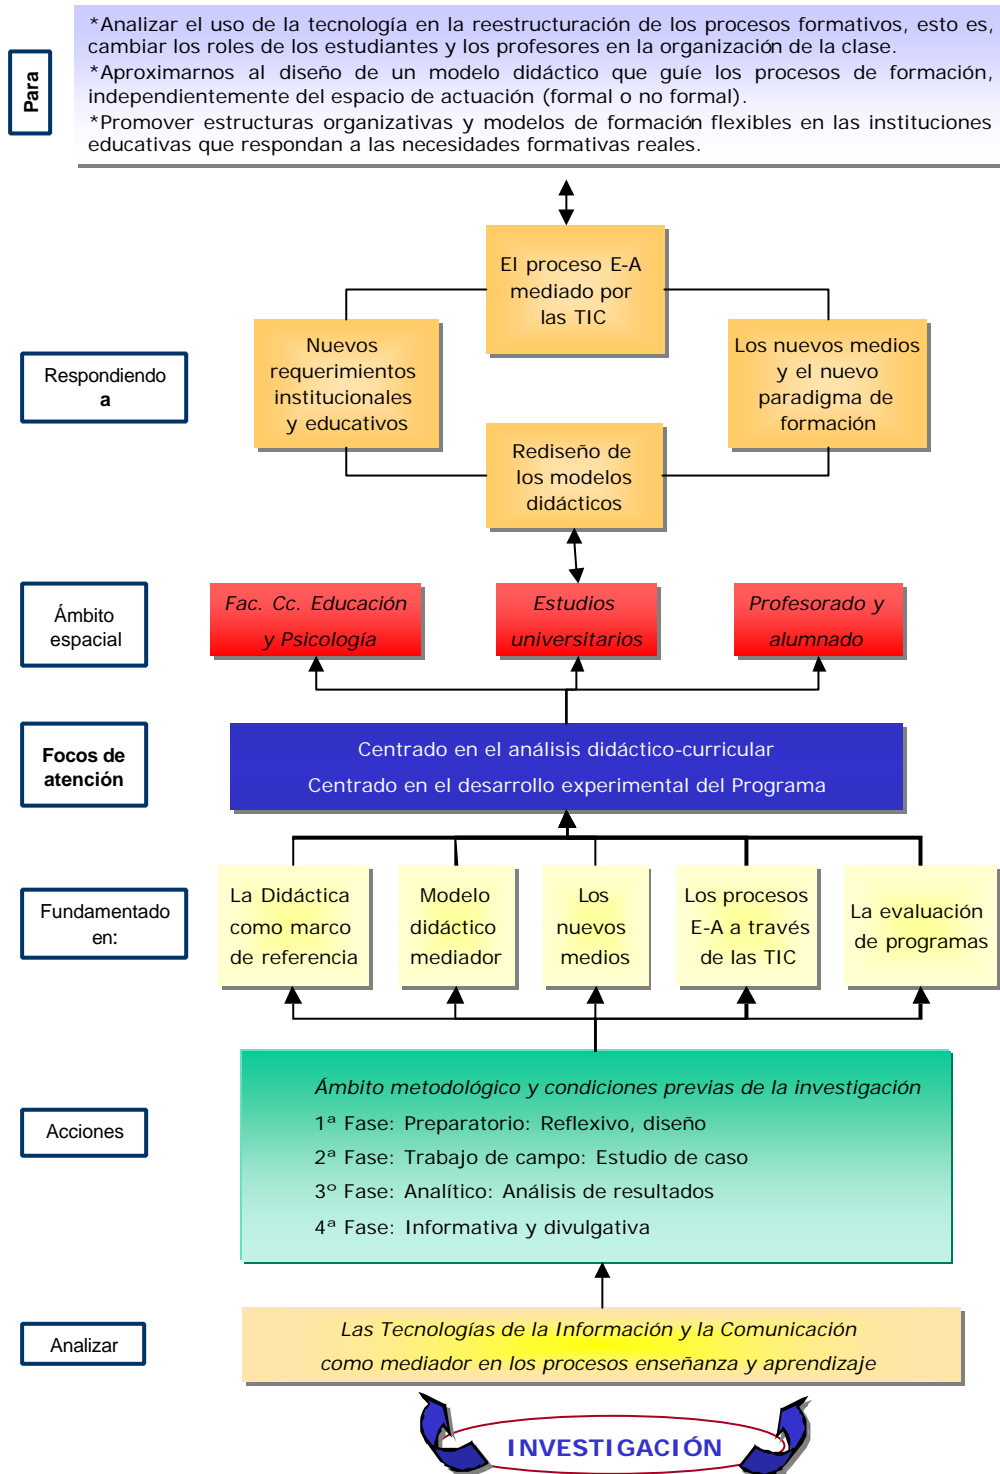 Para
*Analizar el uso de la tecnología en la reestructuración de los procesos formativos, esto es,
cambiar los roles de los estudiantes y los profesores en la organización de la clase.
*Aproximarnos al diseño de un modelo didáctico que guíe los procesos de formación,
independientemente del espacio de actuación (formal o no formal).
*Promover estructuras organizativas y modelos de formación flexibles en las instituciones
educativas que respondan a las necesidades formativas reales.
Respondiendo
a
El proceso E-A
mediado por
las TIC
Nuevos
requerimientos
institucionales
y educativos
Los nuevos medios
y el nuevo
paradigma de
formación
Rediseño de
los modelos
didácticos
Ámbito
espacial
Fac. Cc. Educación
y Psicología
Estudios
universitarios
Profesorado y
alumnado
Focos de
atención
Centrado en el análisis didáctico-curricular
Centrado en el desarrollo experimental del Programa
Fundamentado
en:
La Didáctica
como marco
de referencia
Modelo
didáctico
mediador
Los
nuevos
medios
Los procesos
E-A a través
de las TIC
La evaluación
de programas
Acciones
Ámbito metodológico y condiciones previas de la investigación
1ª Fase: Preparatorio: Reflexivo, diseño
2ª Fase: Trabajo de campo: Estudio de caso
3º Fase: Analítico: Análisis de resultados
4ª Fase: Informativa y divulgativa
Analizar
Las Tecnologías de la Información y la Comunicación
como mediador en los procesos enseñanza y aprendizaje
INVESTIGACIÓN